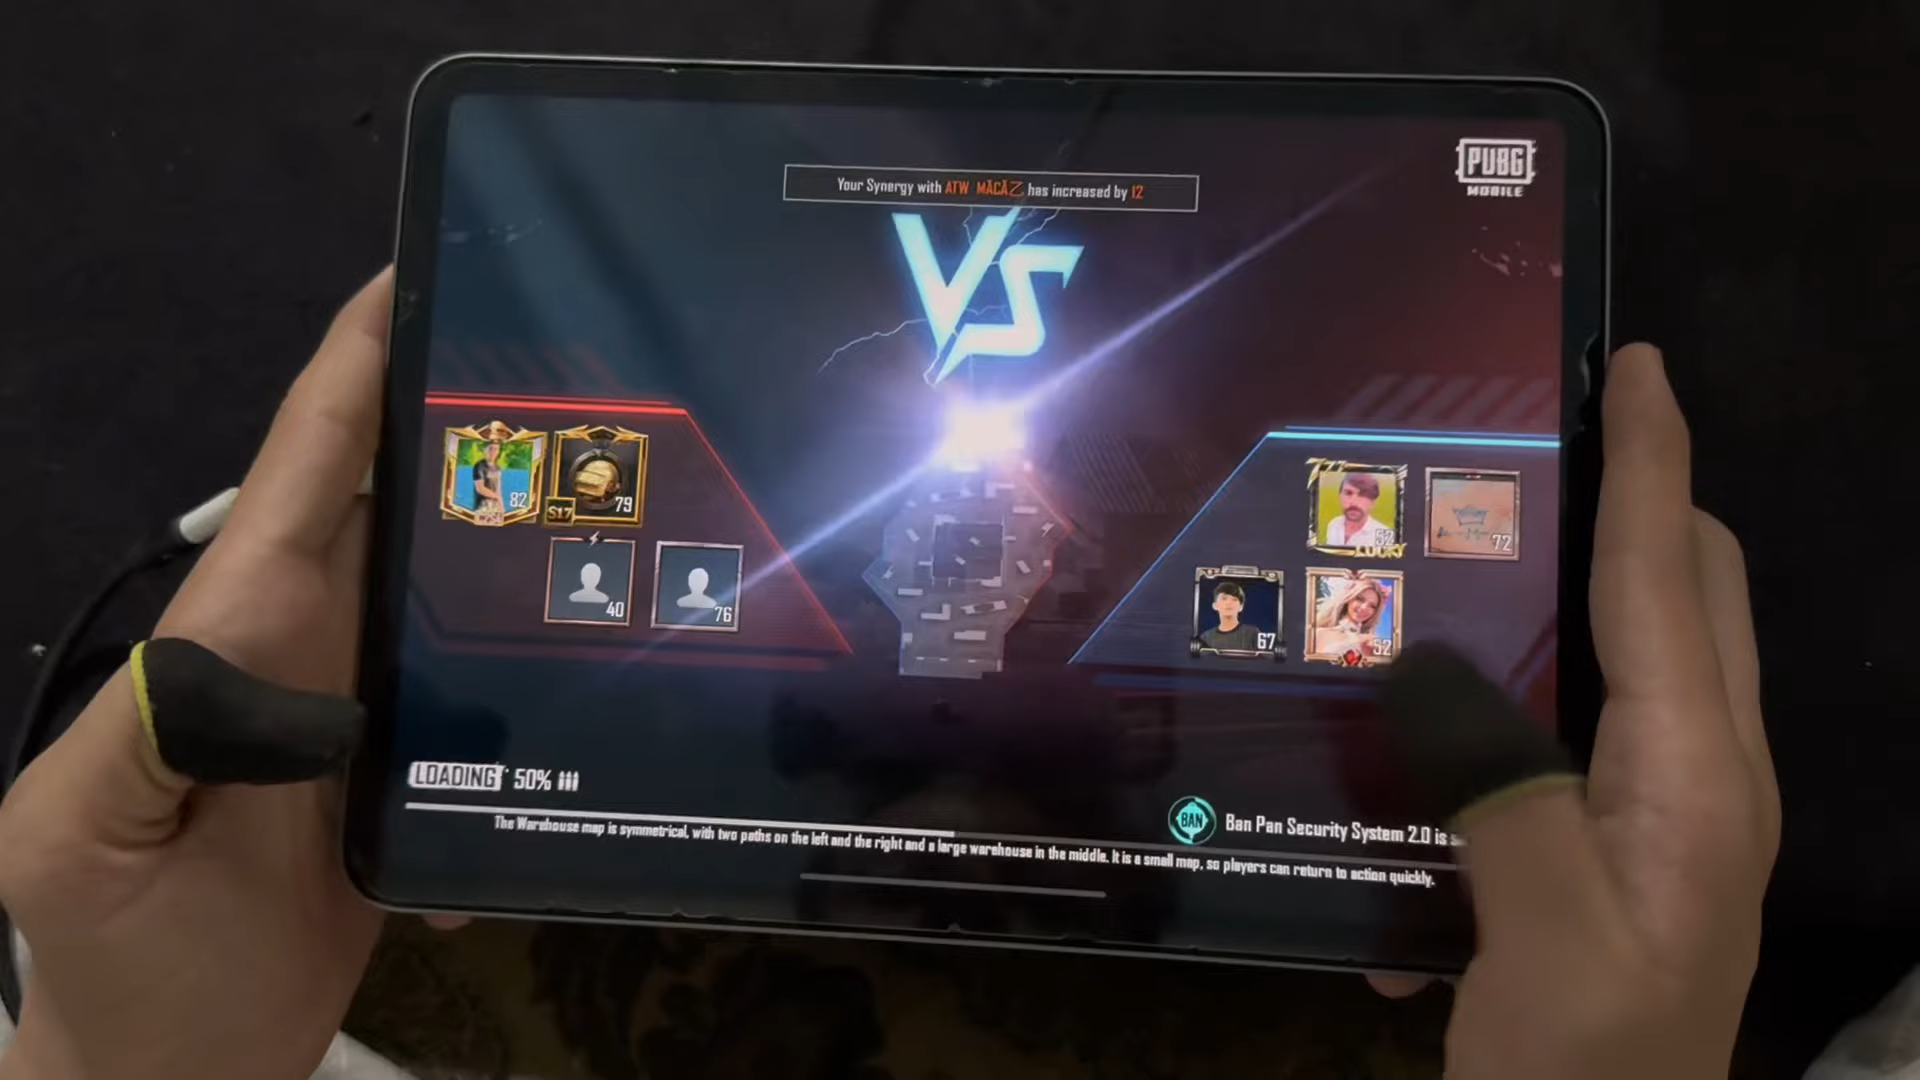 PUBG
MOBILE
Your Synergy with ATW MĀCĀZ has increased by 12
VS
82
79
S17
40
76
52
LUCKY
72
67
52
LOADING 50%
BAN
Ban Pan Security System 2.0 is
The Warehouse map is symmetrical, with two paths on the left and the right and a large warehouse in the middle. It is a small map, so players can return to action quickly.